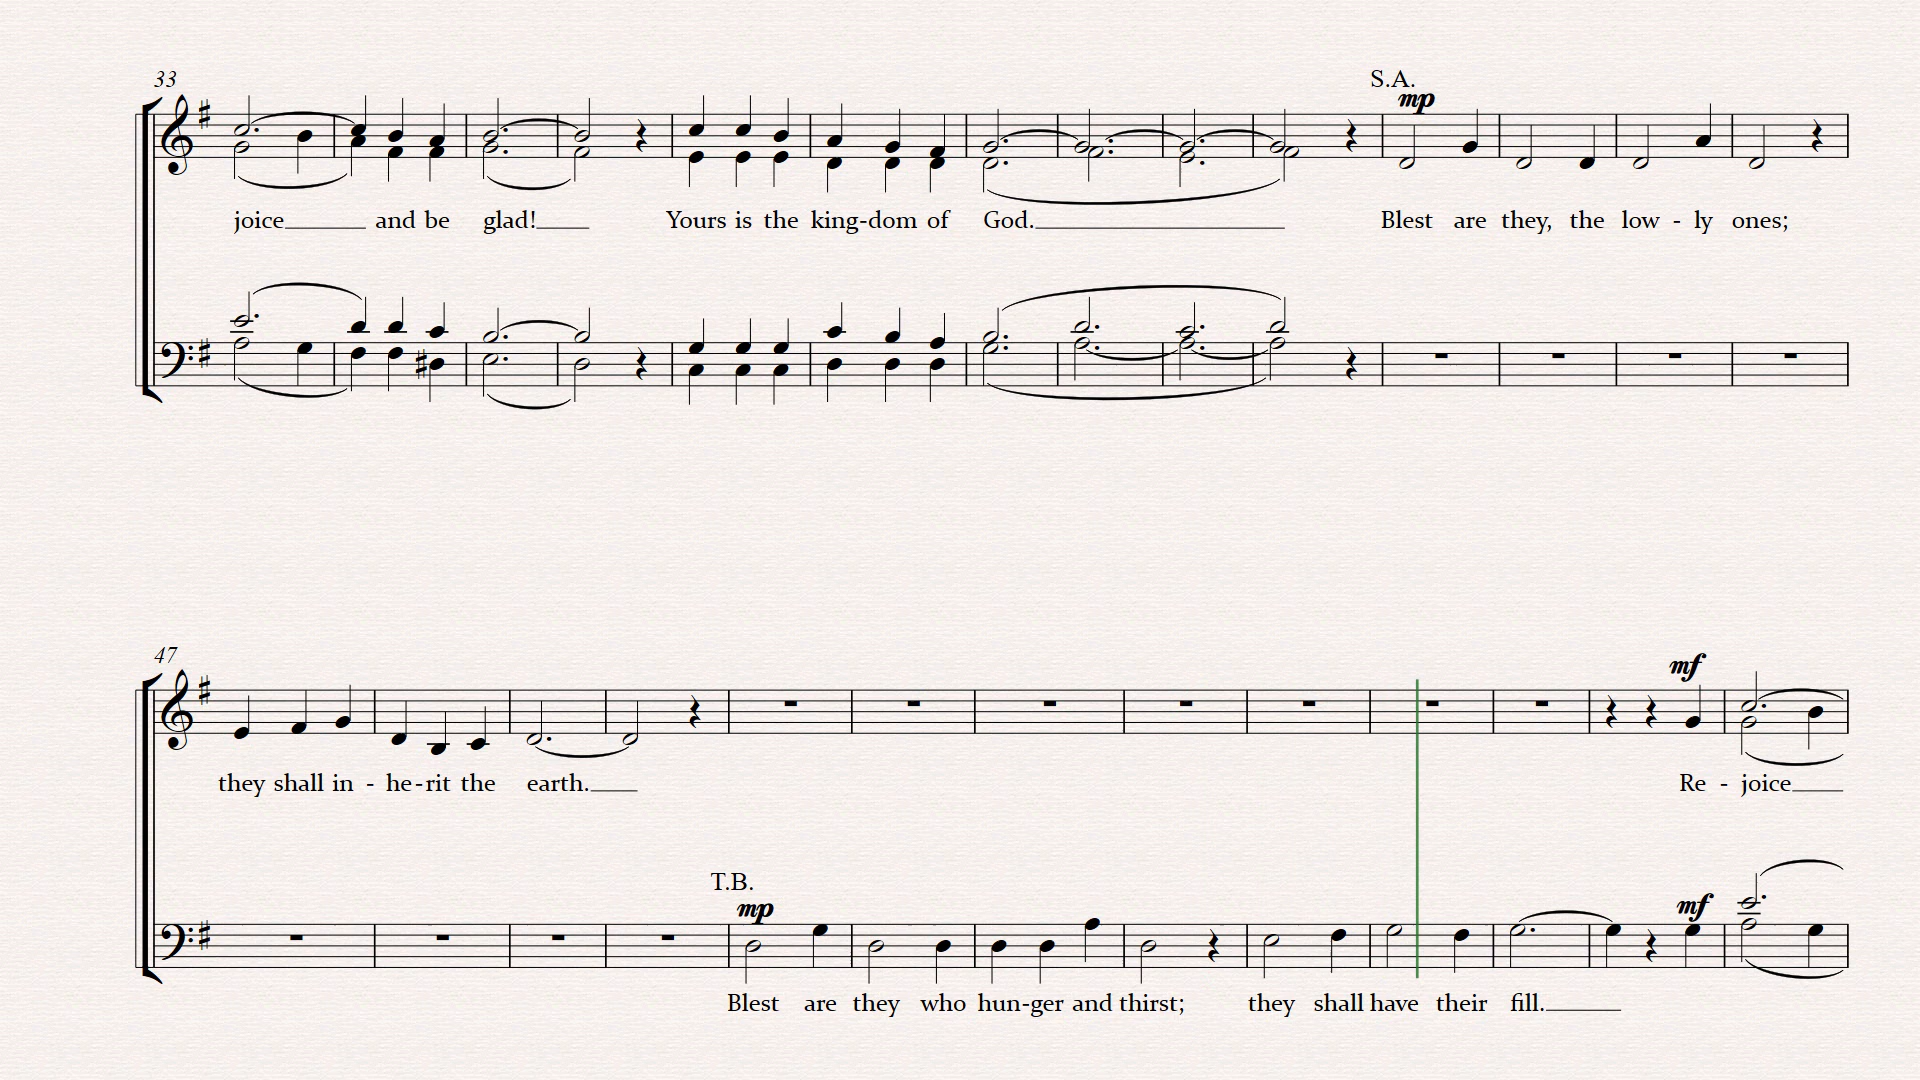 33
S.A.
mp
joice and be glad! Yours is the king-dom of God. Blest are they, the low - ly ones;
47
mf
they shall in - he-rit the earth. Re - joice
T.B.
mp mf
Blest are they who hun-ger and thirst; they shall have their fill.